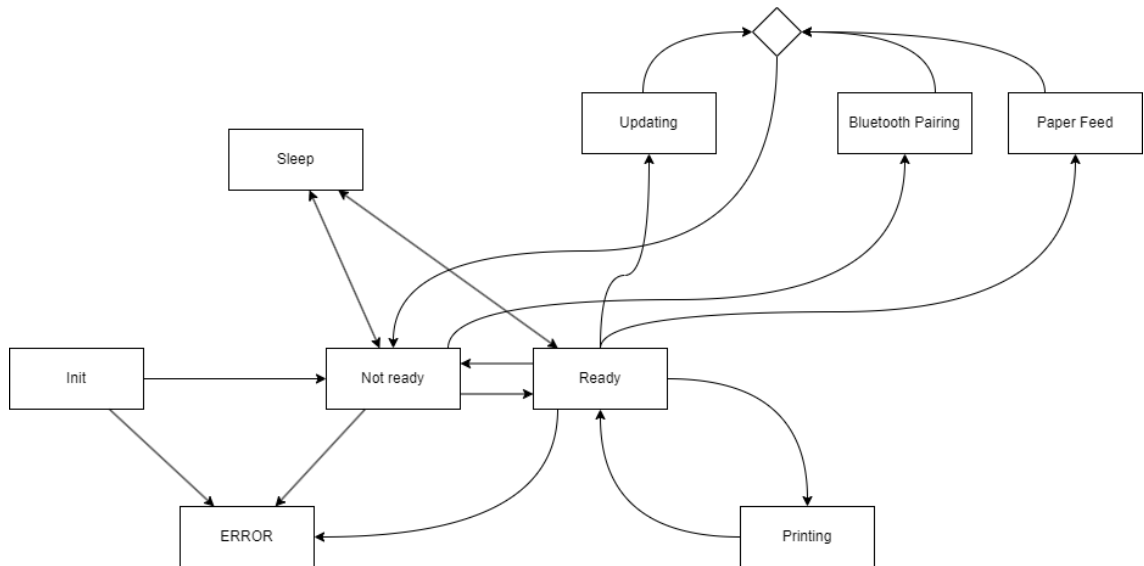 Updating
Bluetooth Pairing
Paper Feed
Sleep
Init
Not ready
Ready
ERROR
Printing